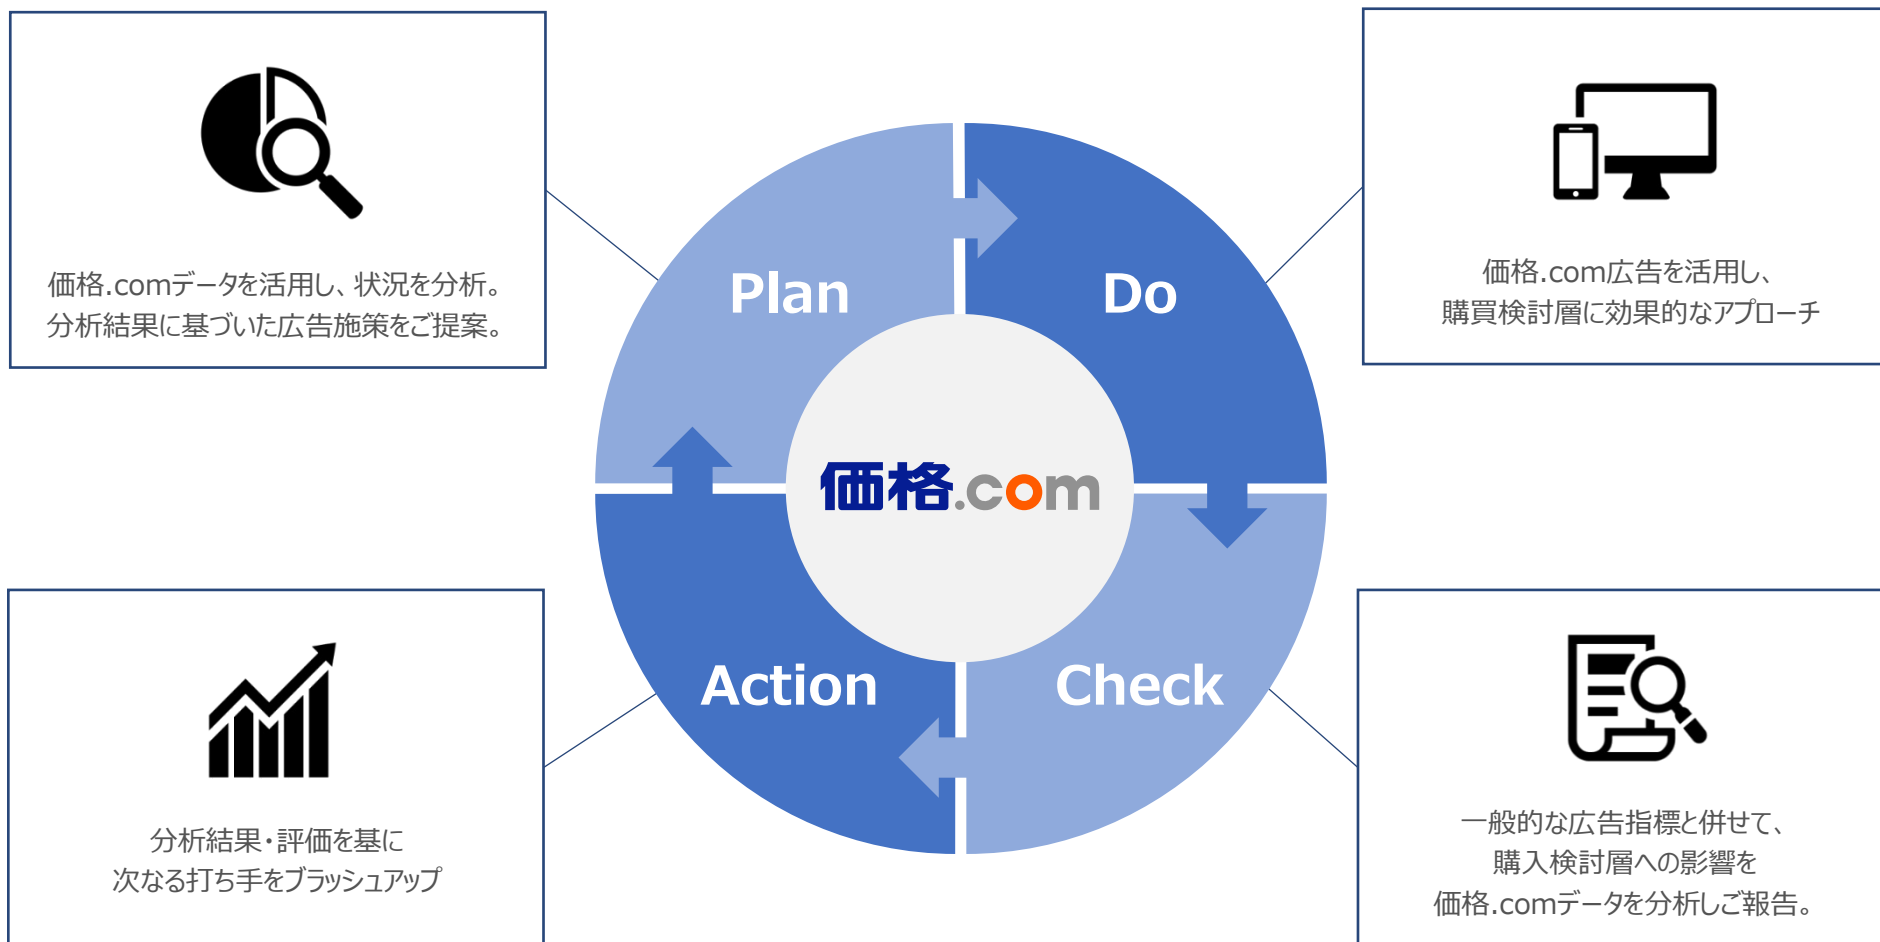 価格.comデータを活用し、状況を分析。
分析結果に基づいた広告施策をご提案。
価格.com広告を活用し、
購買検討層に効果的なアプローチ
Plan
Do
価格.com
Action
Check
分析結果・評価を基に
次なる打ち手をブラッシュアップ
一般的な広告指標と併せて、
購入検討層への影響を
価格.comデータを分析しご報告。